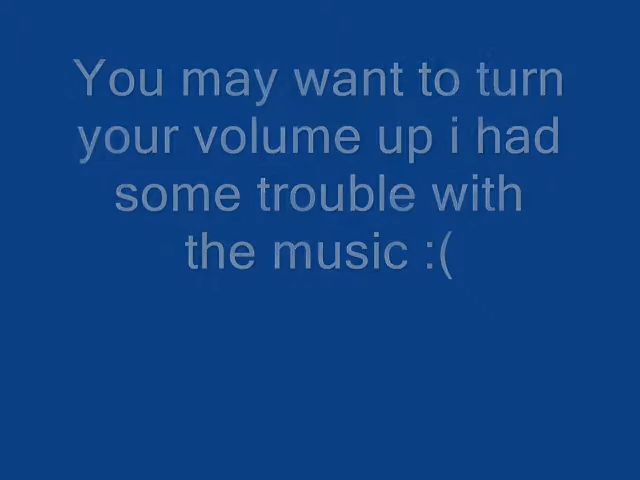 You may want to turn
your volume up i had
some trouble with
the music :(